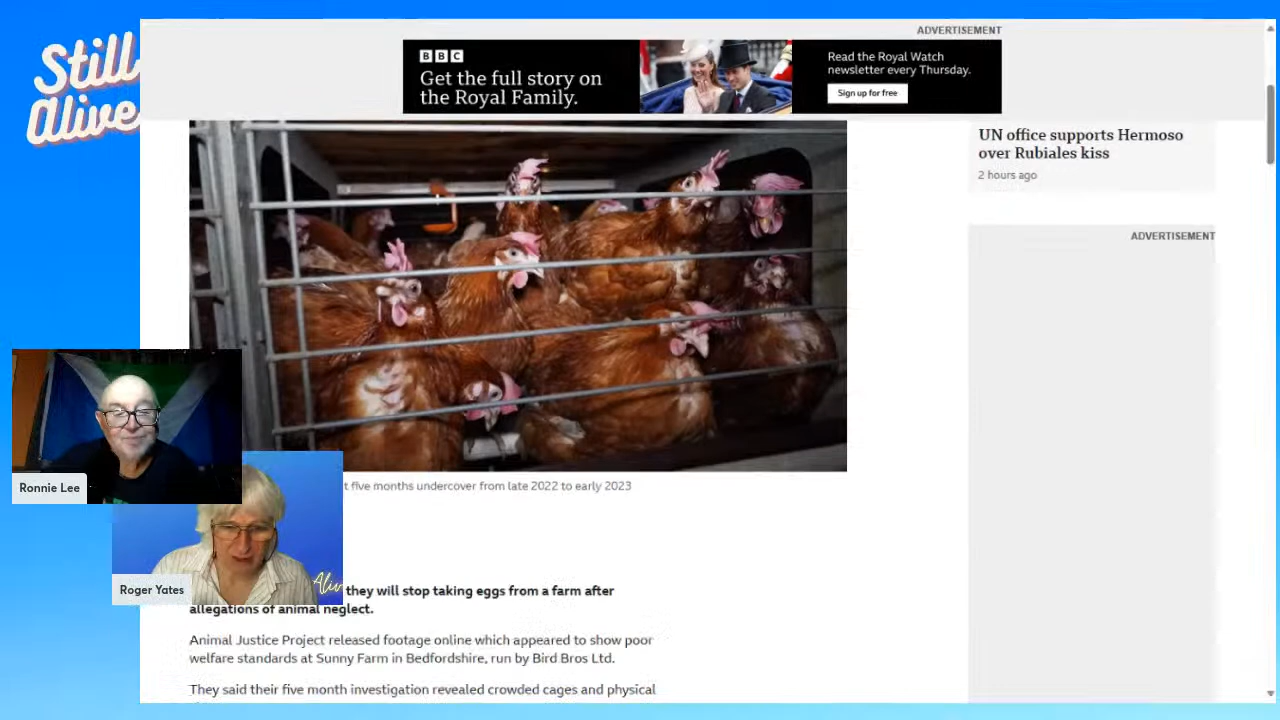 Still
Alive
ADVERTISEMENT
BBC
Get the full story on
the Royal Family.
Read the Royal Watch
newsletter every Thursday.
Sign up for free
UN office supports Hermoso
over Rubiales kiss
2 hours ago
ADVERTISEMENT
Ronnie Lee
t five months undercover from late 2022 to early 2023
Roger Yates
they will stop taking eggs from a farm after
allegations of animal neglect.
Animal Justice Project released footage online which appeared to show poor
welfare standards at Sunny Farm in Bedfordshire, run by Bird Bros Ltd.
They said their five month investigation revealed crowded cages and physical